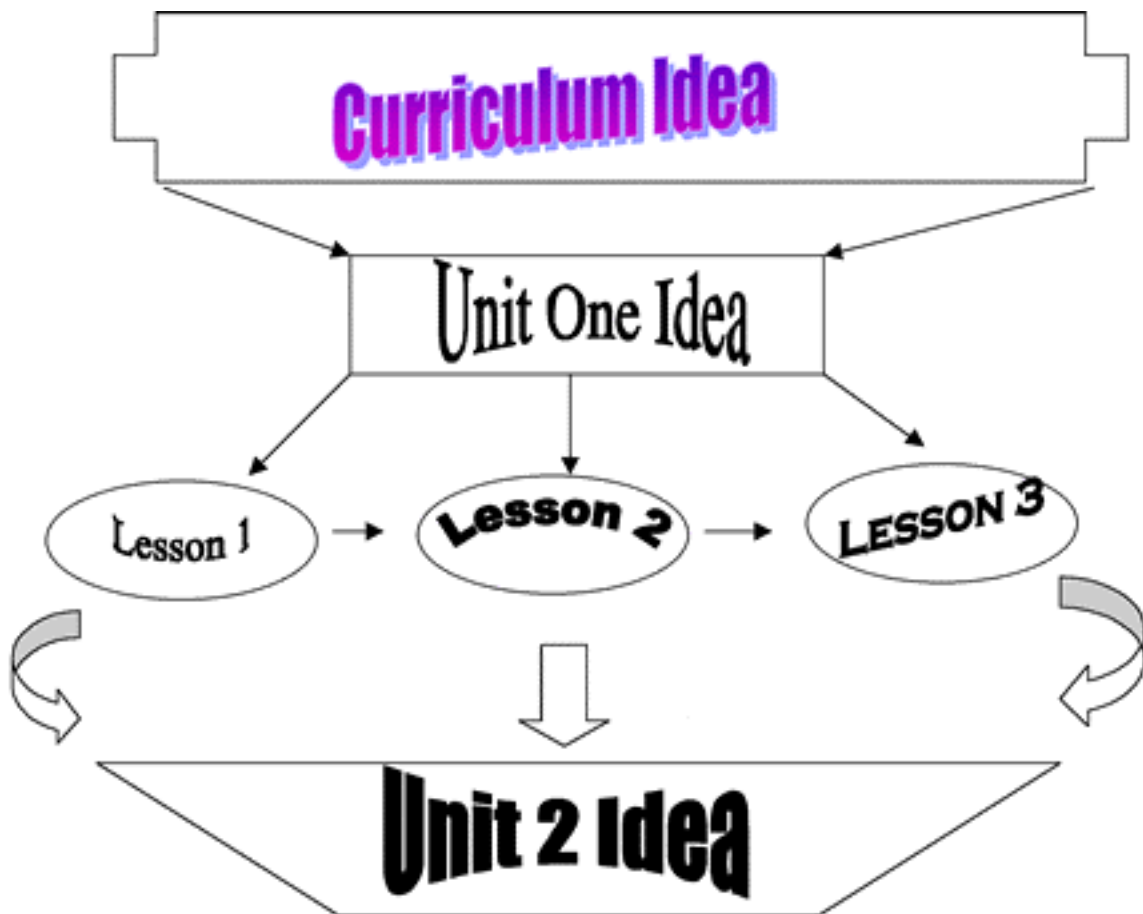 Curriculum Idea
Unit One Idea
Lesson 1
Lesson 2
LESSON 3
Unit 2 Idea